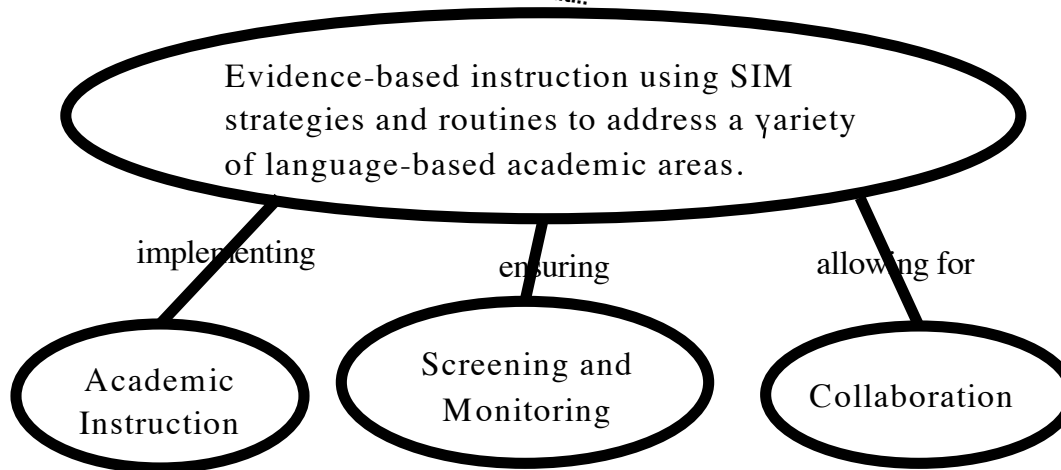 Evidence-based instruction using SIM
strategies and routines to address a variety
of language-based academic areas.
implementing
ensuring
allowing for
Academic
Instruction
Screening and
Monitoring
Collaboration